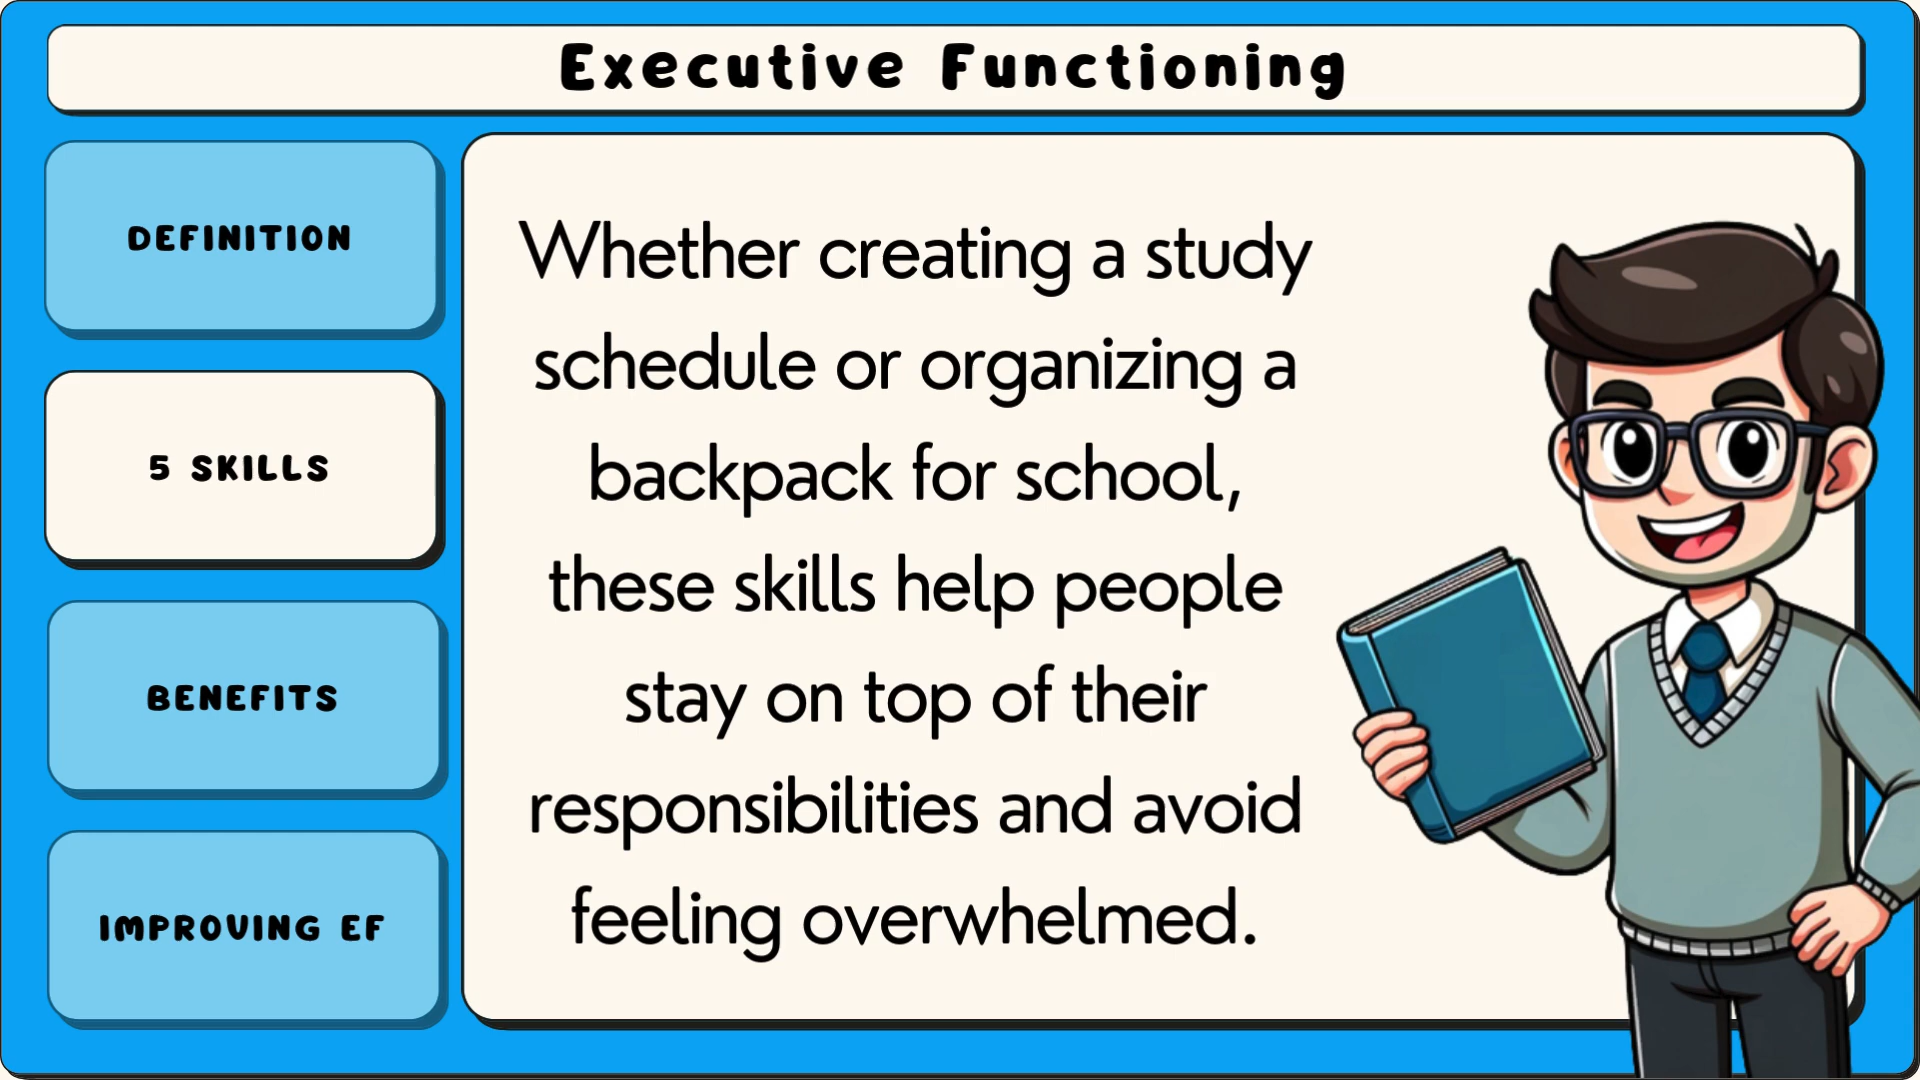 Executive Functioning
DEFINITION
5 SKILLS
BENEFITS
IMPROVING EF
Whether creating a study
schedule or organizing a
backpack for school,
these skills help people
stay on top of their
responsibilities and avoid
feeling overwhelmed.